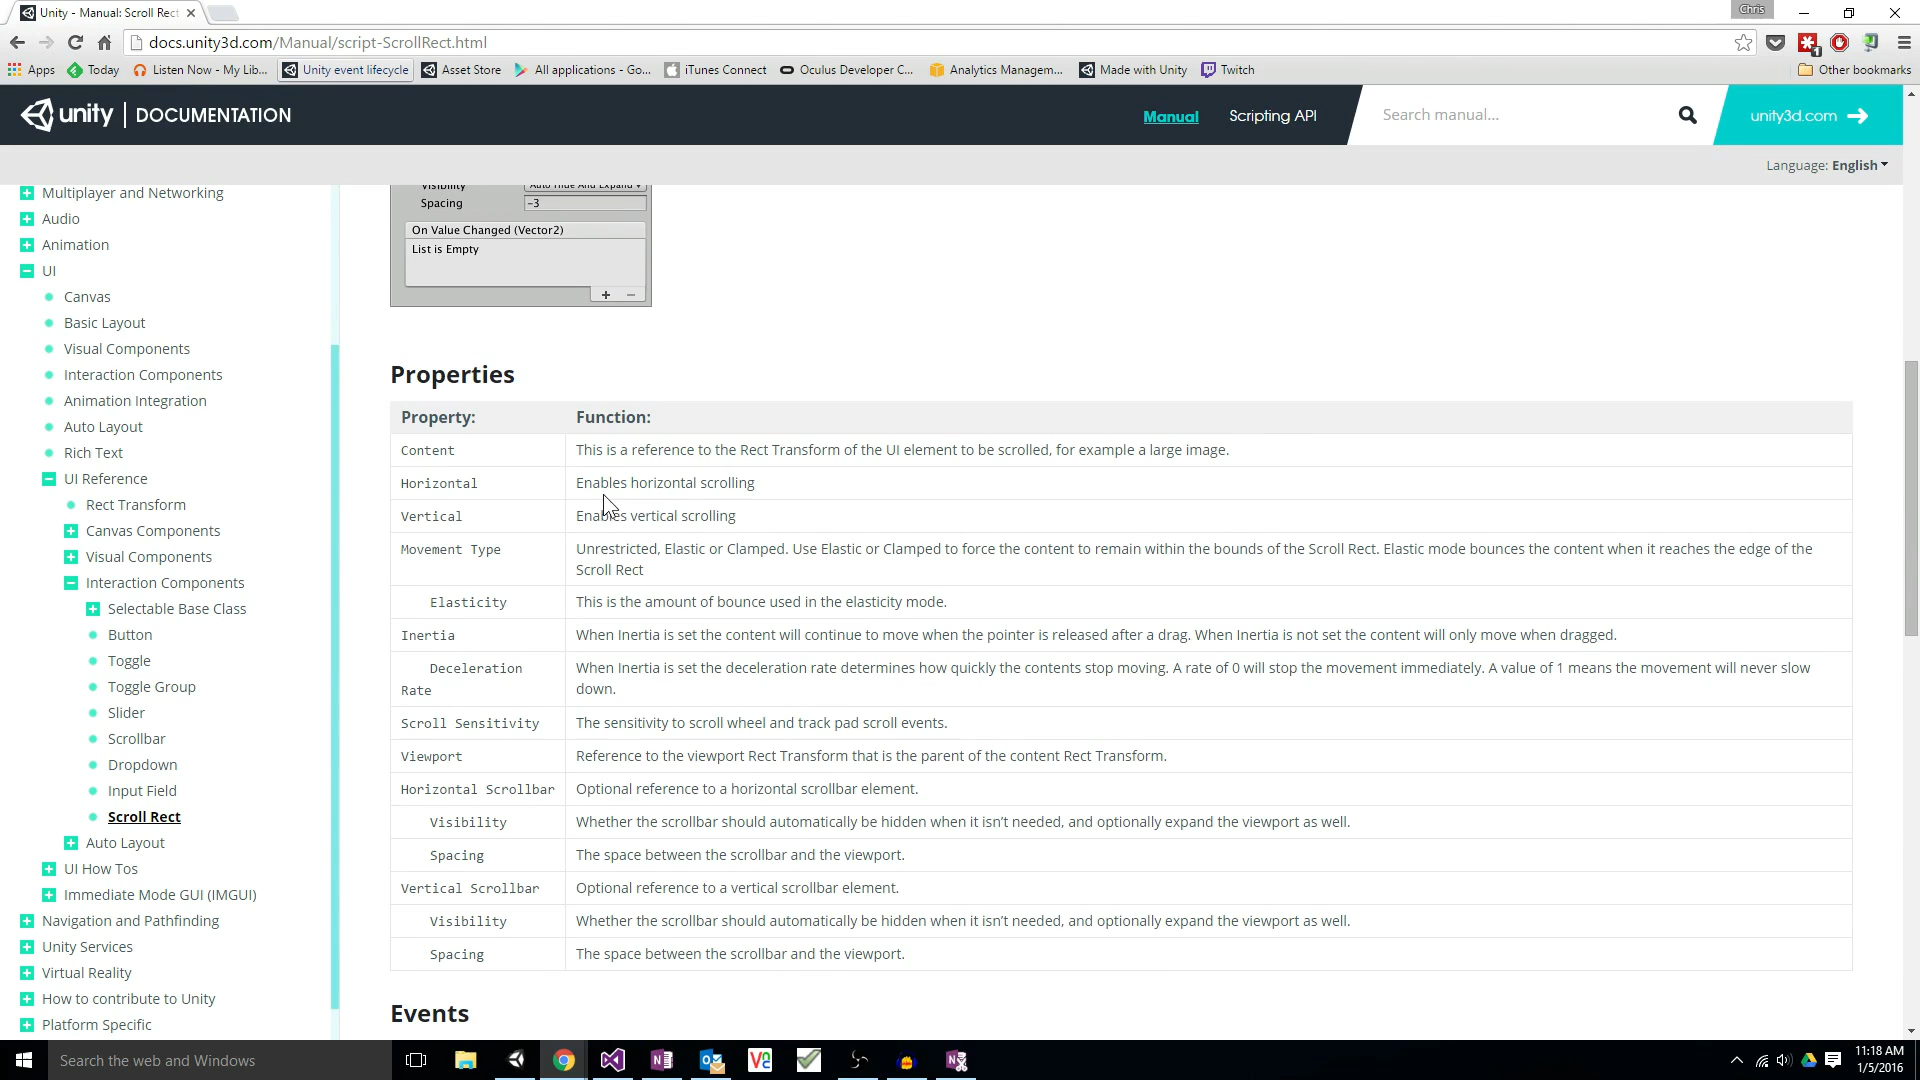 Unity - Manual: Scroll Rect
Chris
docs.unity3d.com/Manual/script-ScrollRect.html
Apps
Today
Listen Now - My Lib...
Unity event lifecycle
Asset Store
All applications - Go...
iTunes Connect
Oculus Developer C...
Analytics Managem...
Made with Unity
Twitch
Other bookmarks
unity | DOCUMENTATION
Manual
Scripting API
Search manual...
unity3d.com
Language: English
Multiplayer and Networking
Audio
Animation
UI
Canvas
Basic Layout
Visual Components
Interaction Components
Animation Integration
Auto Layout
Rich Text
UI Reference
Rect Transform
Canvas Components
Visual Components
Interaction Components
Selectable Base Class
Button
Toggle
Toggle Group
Slider
Scrollbar
Dropdown
Input Field
Scroll Rect
Auto Layout
UI How Tos
Immediate Mode GUI (IMGUI)
Navigation and Pathfinding
Unity Services
Virtual Reality
How to contribute to Unity
Platform Specific
Visibility Auto Hide And Expand
Spacing -3
On Value Changed (Vector2)
List is Empty
+ −
Properties
Property: Function:
Content This is a reference to the Rect Transform of the UI element to be scrolled, for example a large image.
Horizontal Enables horizontal scrolling
Vertical Enables vertical scrolling
Movement Type Unrestricted, Elastic or Clamped. Use Elastic or Clamped to force the content to remain within the bounds of the Scroll Rect. Elastic mode bounces the content when it reaches the edge of the
Scroll Rect
Elasticity This is the amount of bounce used in the elasticity mode.
Inertia When Inertia is set the content will continue to move when the pointer is released after a drag. When Inertia is not set the content will only move when dragged.
Deceleration When Inertia is set the deceleration rate determines how quickly the contents stop moving. A rate of 0 will stop the movement immediately. A value of 1 means the movement will never slow
Rate down.
Scroll Sensitivity The sensitivity to scroll wheel and track pad scroll events.
Viewport Reference to the viewport Rect Transform that is the parent of the content Rect Transform.
Horizontal Scrollbar Optional reference to a horizontal scrollbar element.
Visibility Whether the scrollbar should automatically be hidden when it isn't needed, and optionally expand the viewport as well.
Spacing The space between the scrollbar and the viewport.
Vertical Scrollbar Optional reference to a vertical scrollbar element.
Visibility Whether the scrollbar should automatically be hidden when it isn't needed, and optionally expand the viewport as well.
Spacing The space between the scrollbar and the viewport.
Events
Search the web and Windows
11:18 AM
1/5/2016